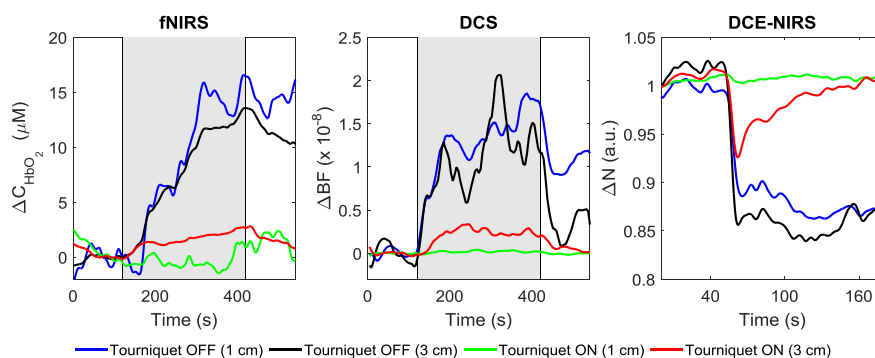 fNIRS
ΔC_HbO₂ (μM)
20
15
10
5
0
0 200 400
Time (s)
DCS
ΔBF (x 10⁻⁸)
2.5
2
1.5
1
0.5
0
0 200 400
Time (s)
DCE-NIRS
ΔN (a.u.)
1.05
1
0.95
0.9
0.85
0.8
40 100 160
Time (s)
Tourniquet OFF (1 cm) Tourniquet OFF (3 cm) Tourniquet ON (1 cm) Tourniquet ON (3 cm)